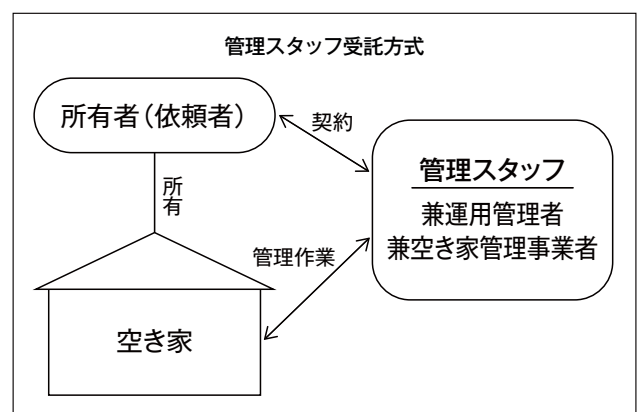 管理スタッフ受託方式
所有者（依頼者）
契約
管理スタッフ
兼運用管理者
兼空き家管理事業者
所有
管理作業
空き家